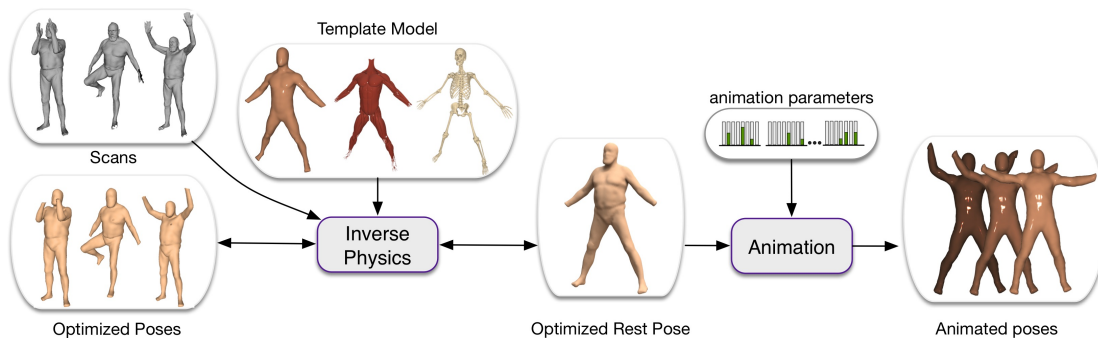 Template Model
Scans
animation parameters
Inverse
Physics
Animation
Optimized Poses
Optimized Rest Pose
Animated poses